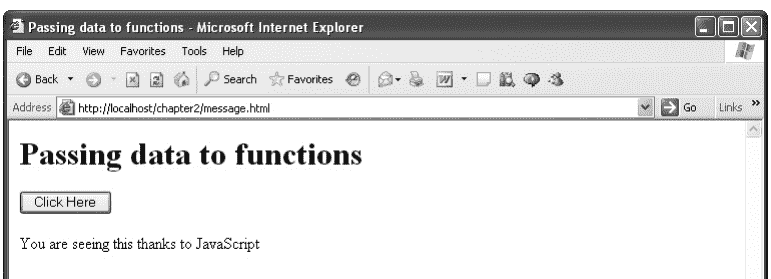 Passing data to functions - Microsoft Internet Explorer
File Edit View Favorites Tools Help
Back Search Favorites
Address http://localhost/chapter2/message.html Go Links »
Passing data to functions
Click Here
You are seeing this thanks to JavaScript